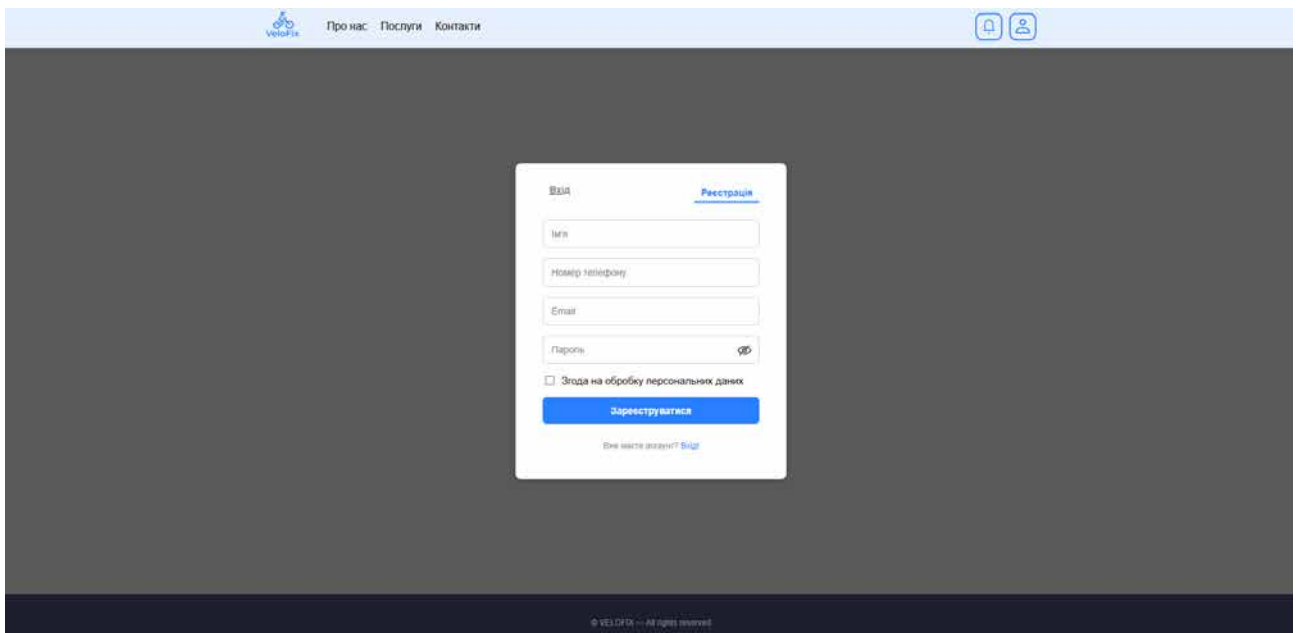 VeloFix
Про нас Послуги Контакти
Вхід Реєстрація
Ім'я
Номер телефону
Email
Пароль
Згода на обробку персональних даних
Зареєструватися
Вже маєте акаунт? Вхід!
© VELOFIX — All rights reserved